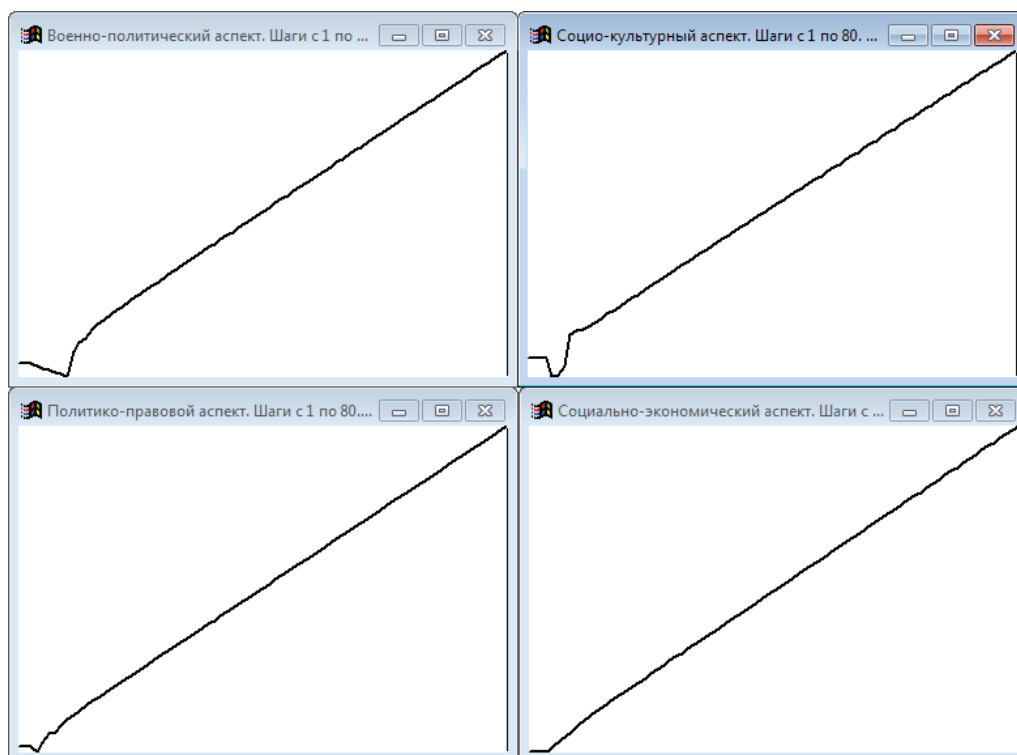 Военно-политический аспект. Шаги с 1 по ...
Социо-культурный аспект. Шаги с 1 по 80. ...
Политико-правовой аспект. Шаги с 1 по 80....
Социально-экономический аспект. Шаги с ...